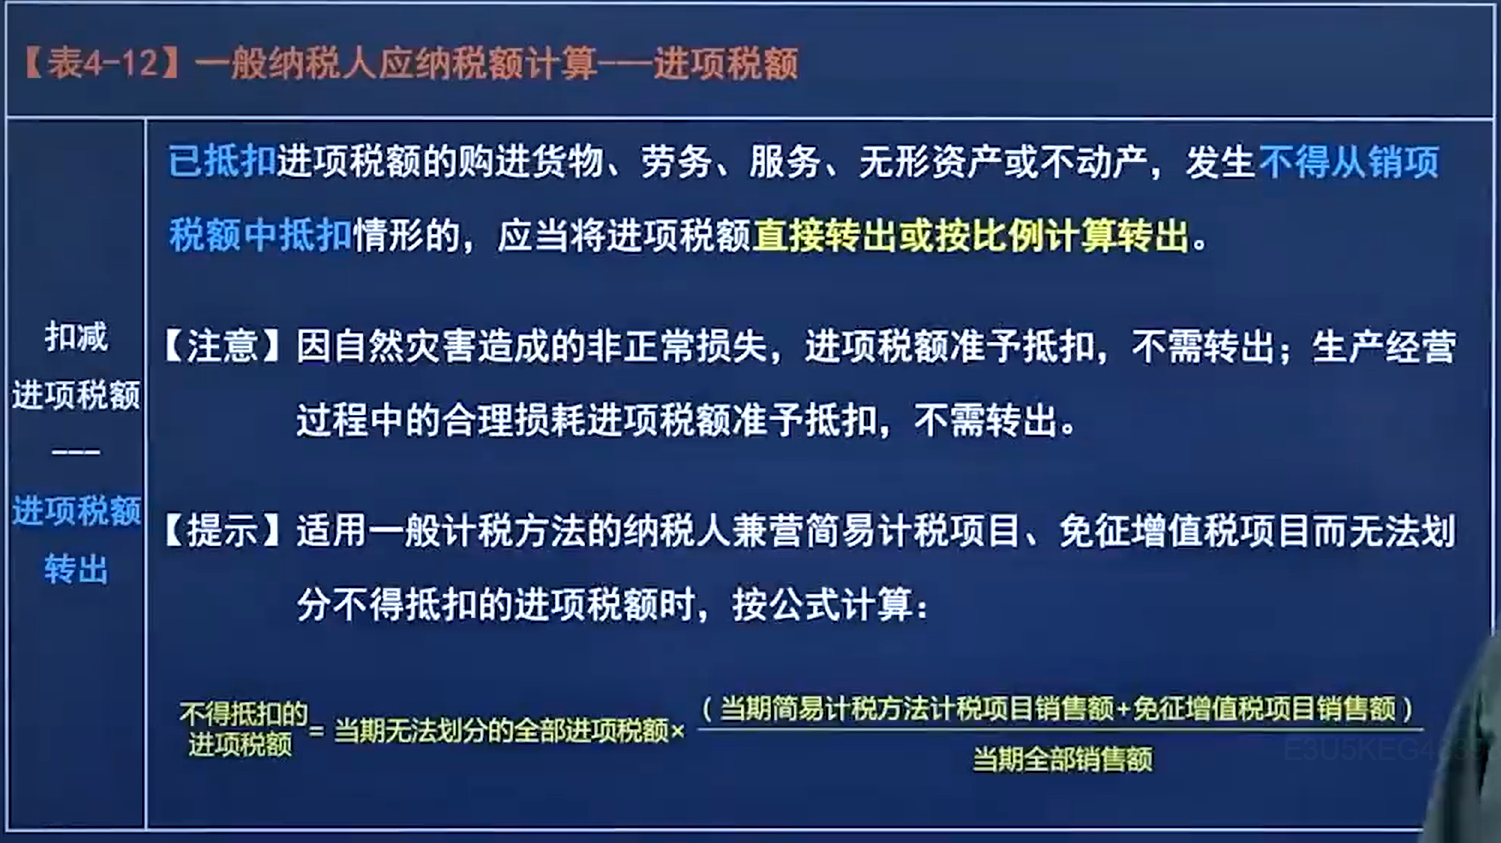 【表4-12】一般纳税人应纳税额计算---进项税额
扣减
进项税额
---
进项税额
转出
已抵扣进项税额的购进货物、劳务、服务、无形资产或不动产，发生不得从销项
税额中抵扣情形的，应当将进项税额直接转出或按比例计算转出。
【注意】因自然灾害造成的非正常损失，进项税额准予抵扣，不需转出；生产经营
过程中的合理损耗进项税额准予抵扣，不需转出。
【提示】适用一般计税方法的纳税人兼营简易计税项目、免征增值税项目而无法划
分不得抵扣的进项税额时，按公式计算：
不得抵扣的
进项税额
= 当期无法划分的全部进项税额×
（当期简易计税方法计税项目销售额+免征增值税项目销售额）
当期全部销售额